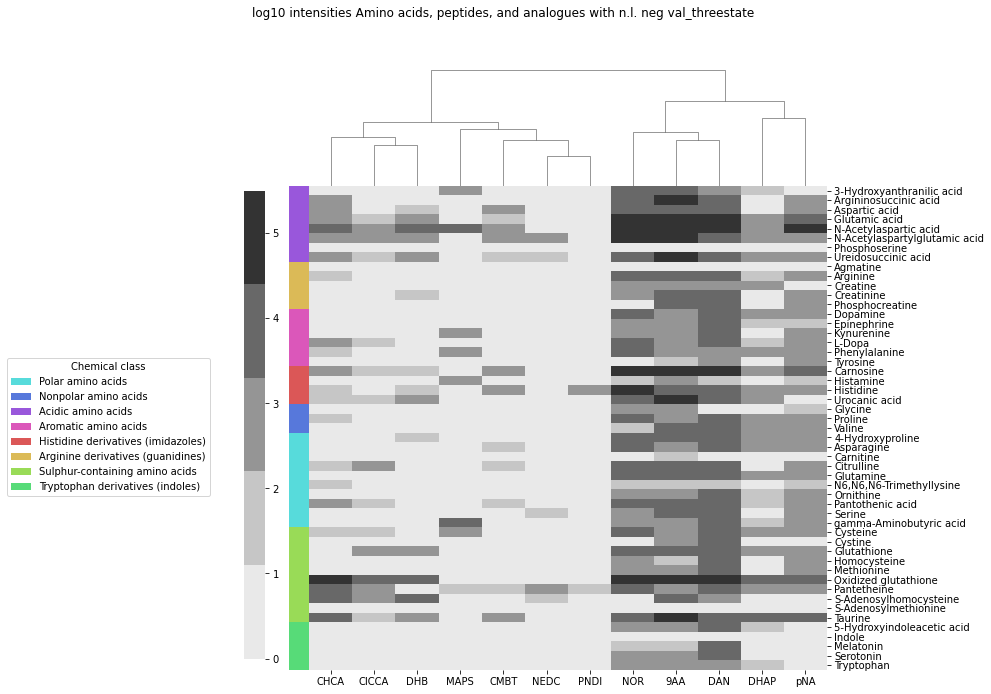 log10 intensities Amino acids, peptides, and analogues with n.l. neg val_threestate
5
4
3
2
1
0
Chemical class
Polar amino acids
Nonpolar amino acids
Acidic amino acids
Aromatic amino acids
Histidine derivatives (imidazoles)
Arginine derivatives (guanidines)
Sulphur-containing amino acids
Tryptophan derivatives (indoles)
3-Hydroxyanthranilic acid
Argininosuccinic acid
Aspartic acid
Glutamic acid
N-Acetylaspartic acid
N-Acetylaspartylglutamic acid
Phosphoserine
Ureidosuccinic acid
Agmatine
Arginine
Creatine
Creatinine
Phosphocreatine
Dopamine
Epinephrine
Kynurenine
L-Dopa
Phenylalanine
Tyrosine
Carnosine
Histamine
Histidine
Urocanic acid
Glycine
Proline
Valine
4-Hydroxyproline
Asparagine
Carnitine
Citrulline
Glutamine
N6,N6,N6-Trimethyllysine
Ornithine
Pantothenic acid
Serine
gamma-Aminobutyric acid
Cysteine
Cystine
Glutathione
Homocysteine
Methionine
Oxidized glutathione
Pantetheine
S-Adenosylhomocysteine
S-Adenosylmethionine
Taurine
5-Hydroxyindoleacetic acid
Indole
Melatonin
Serotonin
Tryptophan
CHCA CICCA DHB MAPS CMBT NEDC PNDI NOR 9AA DAN DHAP pNA